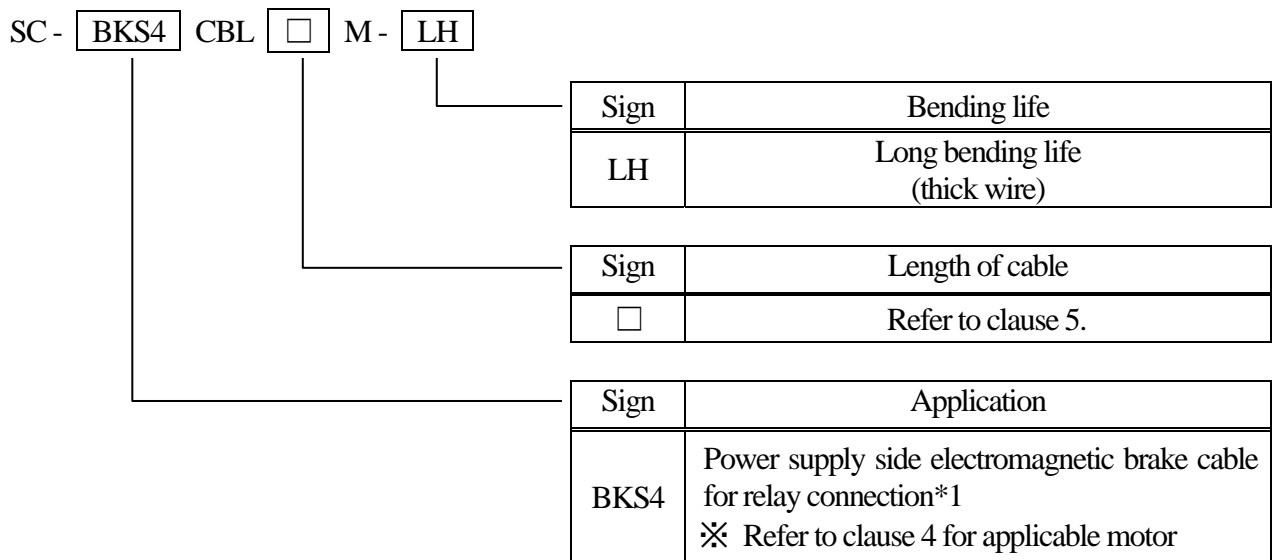 SC - BKS4 CBL □ M - LH
Sign Bending life
LH Long bending life
(thick wire)
Sign Length of cable
□ Refer to clause 5.
Sign Application
BKS4 Power supply side electromagnetic brake cable
for relay connection*1
※ Refer to clause 4 for applicable motor